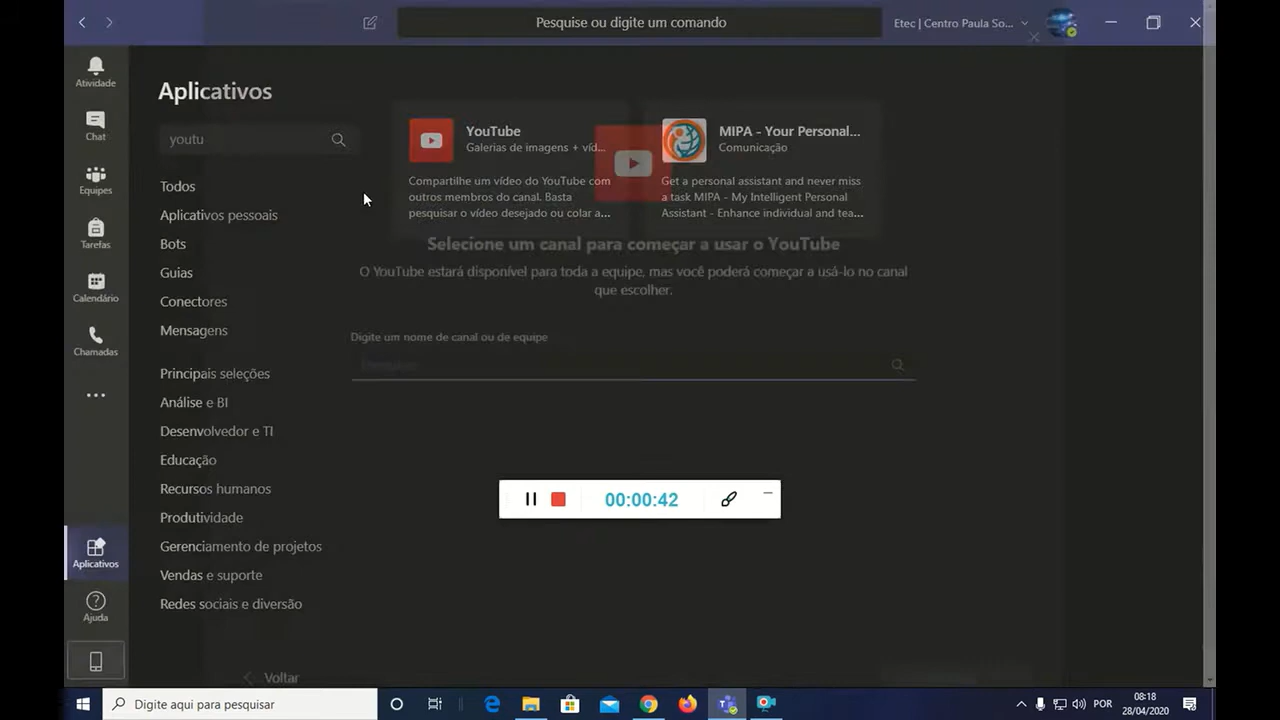 Pesquise ou digite um comando
Etec | Centro Paula So...
Atividade
Chat
Equipes
Tarefas
Calendário
Chamadas
Aplicativos
Ajuda
Aplicativos
youtu
Todos
Aplicativos pessoais
Bots
Guias
Conectores
Mensagens
Principais seleções
Análise e BI
Desenvolvedor e TI
Educação
Recursos humanos
Produtividade
Gerenciamento de projetos
Vendas e suporte
Redes sociais e diversão
YouTube
Galerias de imagens + víd...
Compartilhe um vídeo do YouTube com
outros membros do canal. Basta
pesquisar o vídeo desejado ou colar a...
MIPA - Your Personal...
Comunicação
Get a personal assistant and never miss
a task MIPA - My Intelligent Personal
Assistant - Enhance individual and tea...
Selecione um canal para começar a usar o YouTube
O YouTube estará disponível para toda a equipe, mas você poderá começar a usá-lo no canal
que escolher.
Digite um nome de canal ou de equipe
00:00:42
Voltar
Digite aqui para pesquisar
POR
08:18
28/04/2020